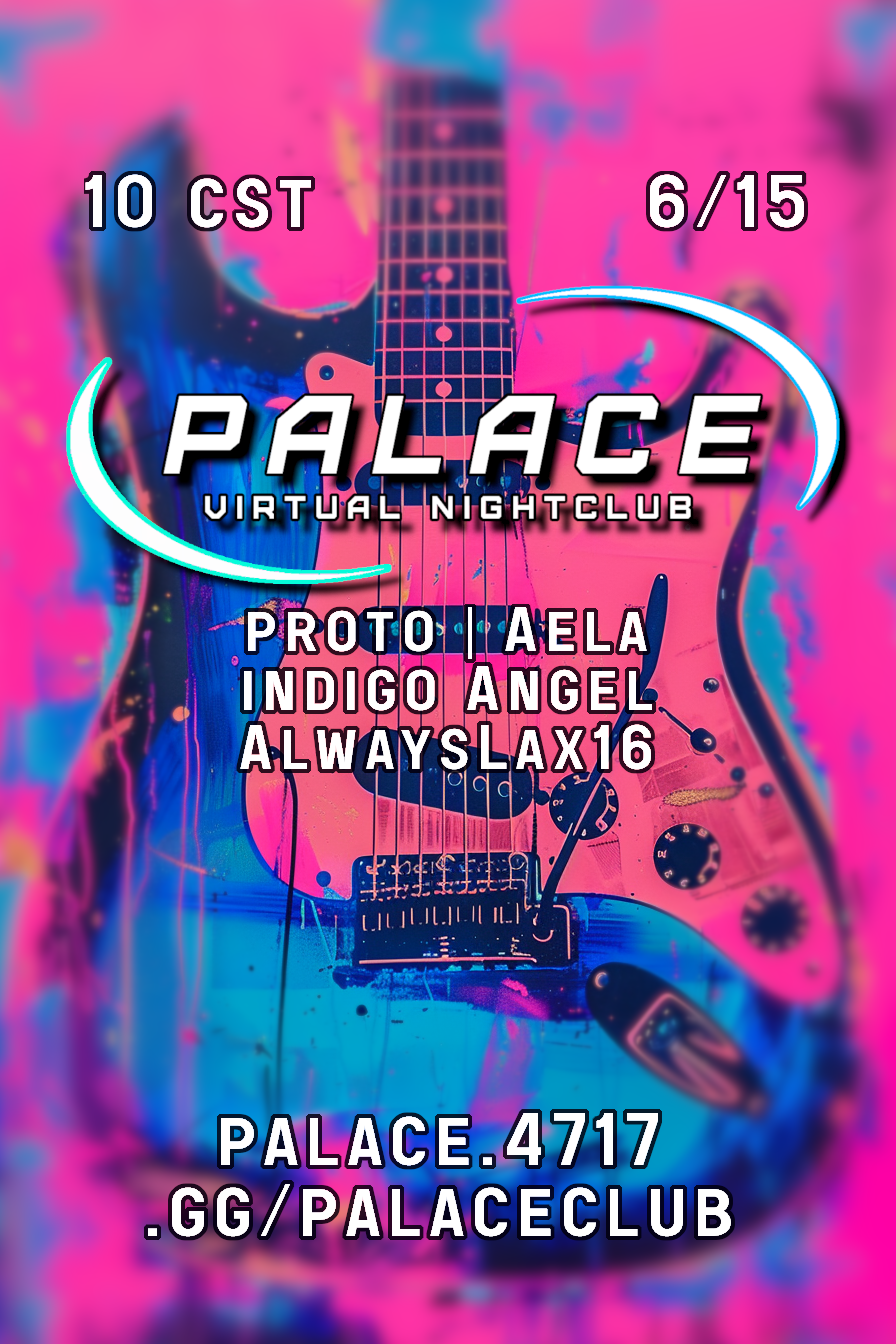 10 CST
6/15
PALACE
VIRTUAL NIGHTCLUB
PROTO | AELA
INDIGO ANGEL
ALWAYSLAX16
PALACE.4717
.GG/PALACECLUB